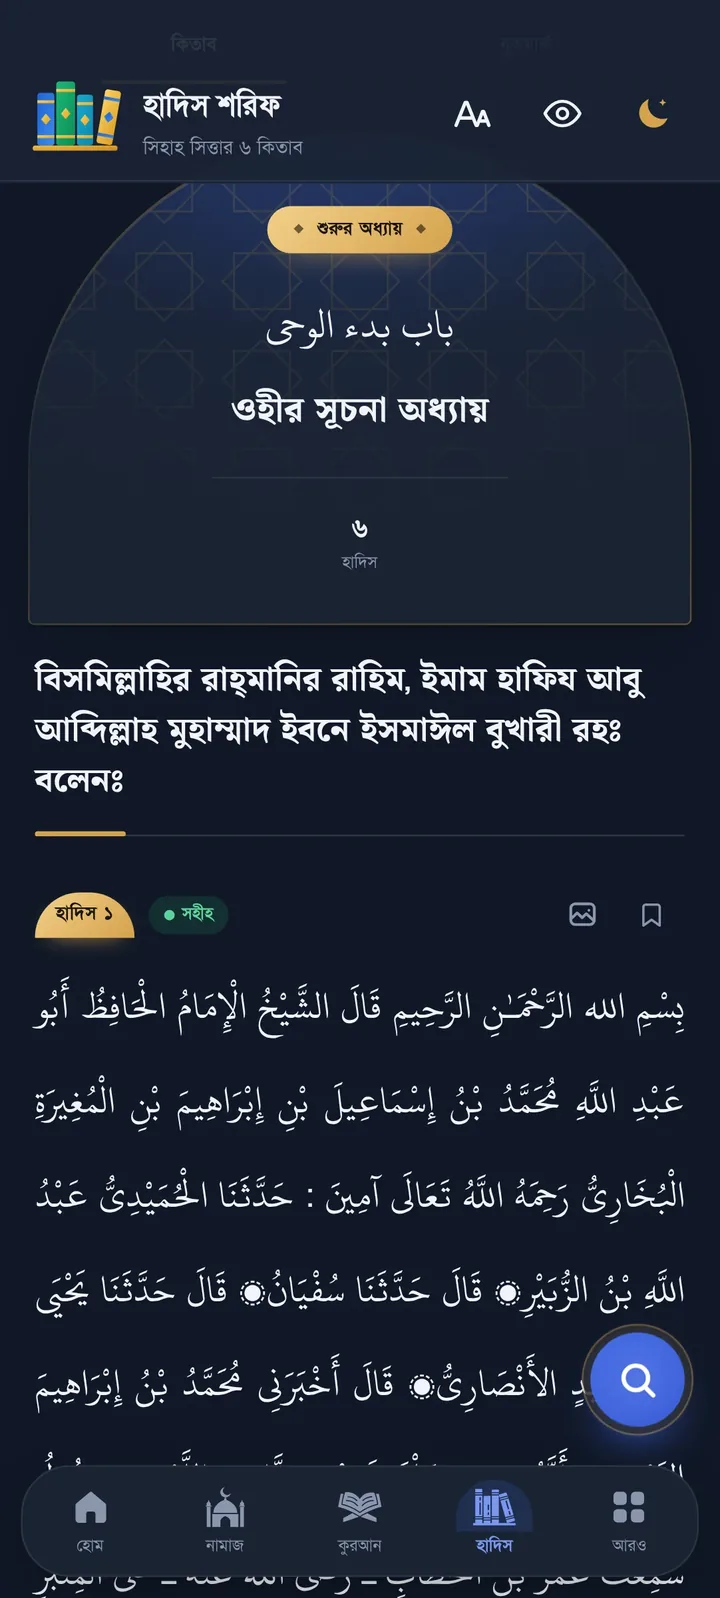 কিতাব
হাদিস শরিফ
সিহাহ সিত্তার ৬ কিতাব
AA
শুরুর অধ্যায়
باب بدء الوحى
ওহীর সূচনা অধ্যায়
৬
হাদিস
বিসমিল্লাহির রাহ্‌মানির রাহিম, ইমাম হাফিয আবু
আব্দিল্লাহ মুহাম্মাদ ইবনে ইসমাঈল বুখারী রহঃ
বলেনঃ
হাদিস ১
সহীহ
بِسْمِ الله الرَّحْمَـٰنِ الرَّحِيمِ قَالَ الشَّيْخُ الْإِمَامُ الْحَافِظُ أَبُو
عَبْدِ اللَّهِ مُحَمَّدُ بْنُ إِسْمَاعِيلَ بْنِ إِبْرَاهِيمَ بْنِ الْمُغِيرَةِ
الْبُخَارِىُّ رَحِمَهُ اللَّهُ تَعَالَى آمِينَ : حَدَّثَنَا الْحُمَيْدِىُّ عَبْدُ
اللَّهِ بْنُ الزُّبَيْرِ قَالَ حَدَّثَنَا سُفْيَانُ قَالَ حَدَّثَنَا يَحْيَى
الأَنْصَارِىُّ قَالَ أَخْبَرَنِى مُحَمَّدُ بْنُ إِبْرَاهِيمَ
হোম
নামাজ
কুরআন
হাদিস
আরও